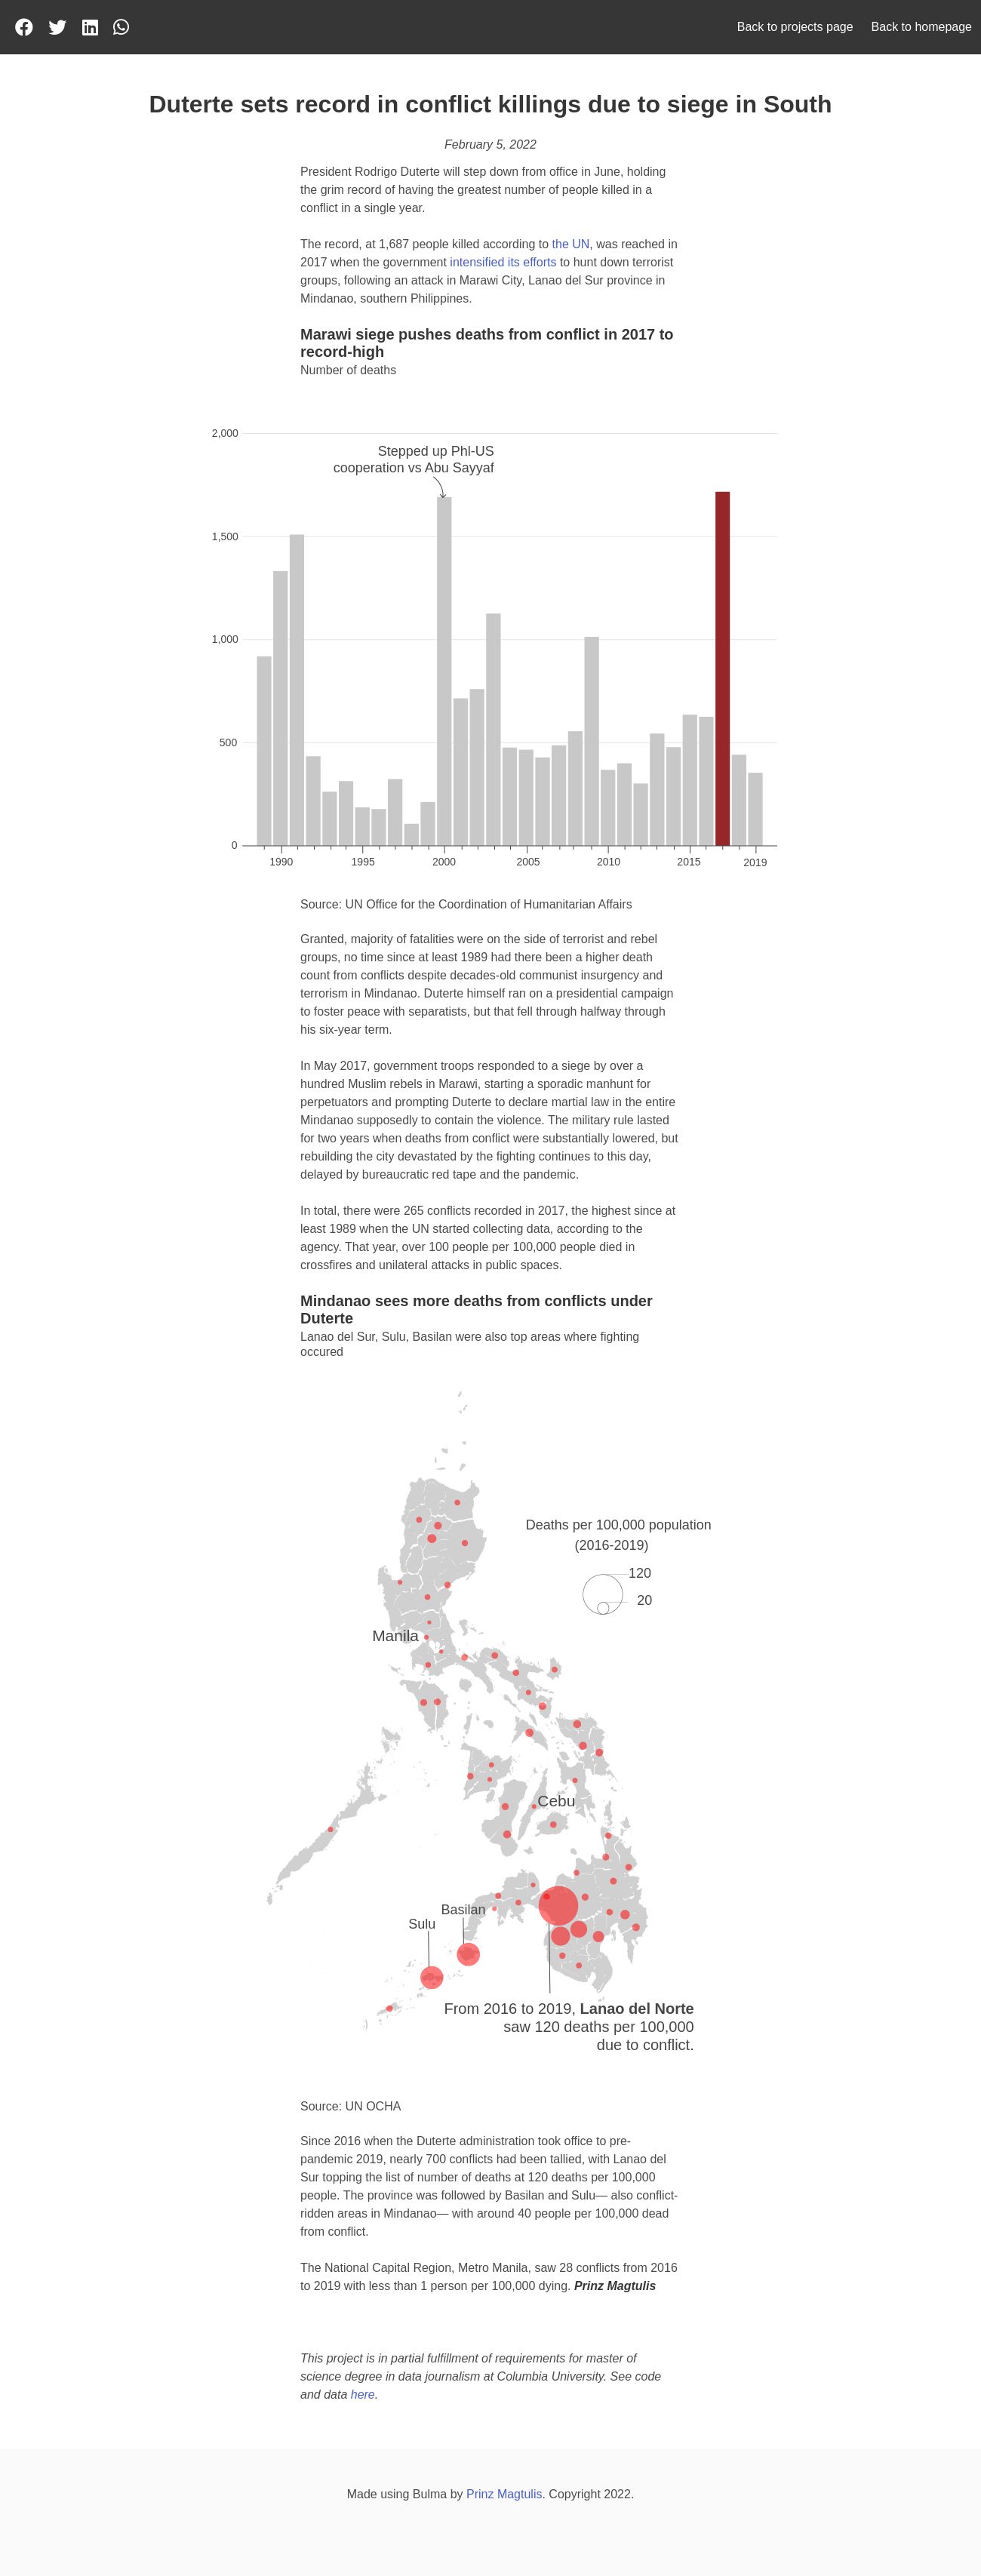 Back to projects page Back to homepage
Duterte sets record in conflict killings due to siege in South
February 5, 2022
President Rodrigo Duterte will step down from office in June, holding
the grim record of having the greatest number of people killed in a
conflict in a single year.
The record, at 1,687 people killed according to the UN, was reached in
2017 when the government intensified its efforts to hunt down terrorist
groups, following an attack in Marawi City, Lanao del Sur province in
Mindanao, southern Philippines.
Marawi siege pushes deaths from conflict in 2017 to
record-high
Number of deaths
2,000
Stepped up Phl-US
cooperation vs Abu Sayyaf
1,500
1,000
500
0
1990 1995 2000 2005 2010 2015 2019
Source: UN Office for the Coordination of Humanitarian Affairs
Granted, majority of fatalities were on the side of terrorist and rebel
groups, no time since at least 1989 had there been a higher death
count from conflicts despite decades-old communist insurgency and
terrorism in Mindanao. Duterte himself ran on a presidential campaign
to foster peace with separatists, but that fell through halfway through
his six-year term.
In May 2017, government troops responded to a siege by over a
hundred Muslim rebels in Marawi, starting a sporadic manhunt for
perpetuators and prompting Duterte to declare martial law in the entire
Mindanao supposedly to contain the violence. The military rule lasted
for two years when deaths from conflict were substantially lowered, but
rebuilding the city devastated by the fighting continues to this day,
delayed by bureaucratic red tape and the pandemic.
In total, there were 265 conflicts recorded in 2017, the highest since at
least 1989 when the UN started collecting data, according to the
agency. That year, over 100 people per 100,000 people died in
crossfires and unilateral attacks in public spaces.
Mindanao sees more deaths from conflicts under
Duterte
Lanao del Sur, Sulu, Basilan were also top areas where fighting
occured
Deaths per 100,000 population
(2016-2019)
120
20
Manila
Cebu
Basilan
Sulu
From 2016 to 2019, Lanao del Norte
saw 120 deaths per 100,000
due to conflict.
Source: UN OCHA
Since 2016 when the Duterte administration took office to pre-
pandemic 2019, nearly 700 conflicts had been tallied, with Lanao del
Sur topping the list of number of deaths at 120 deaths per 100,000
people. The province was followed by Basilan and Sulu— also conflict-
ridden areas in Mindanao— with around 40 people per 100,000 dead
from conflict.
The National Capital Region, Metro Manila, saw 28 conflicts from 2016
to 2019 with less than 1 person per 100,000 dying. Prinz Magtulis
This project is in partial fulfillment of requirements for master of
science degree in data journalism at Columbia University. See code
and data here.
Made using Bulma by Prinz Magtulis. Copyright 2022.